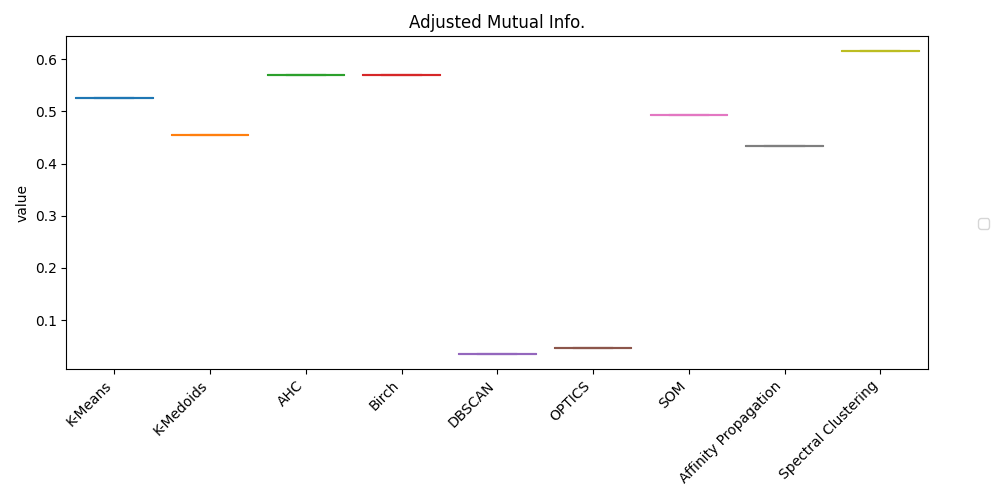 Adjusted Mutual Info.
value
0.6
0.5
0.4
0.3
0.2
0.1
K-Means
K-Medoids
AHC
Birch
DBSCAN
OPTICS
SOM
Affinity Propagation
Spectral Clustering